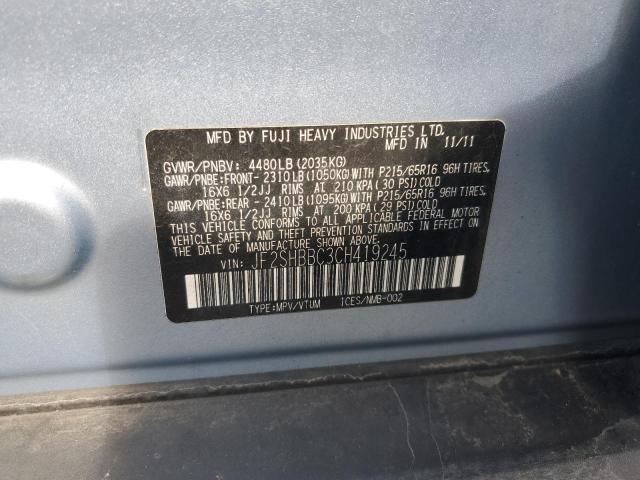 MFD BY FUJI HEAVY INDUSTRIES LTD.
MFD IN 11/11
GVWR/PNBV: 4480LB(2035KG)
GAWR/PNBE:FRONT- 2310LB(1050KG)WITH P215/65R16 96H TIRES,
16X6 1/2JJ RIMS AT 210 KPA(30 PSI)COLD
GAWR/PNBE:REAR - 2410LB(1095KG)WITH P215/65R16 96H TIRES,
16X6 1/2JJ RIMS AT 200 KPA(29 PSI)COLD
THIS VEHICLE CONFORMS TO ALL APPLICABLE FEDERAL MOTOR
VEHICLE SAFETY AND THEFT PREVENTION STANDARDS IN EFFECT ON
THE DATE OF MANUFACTURE SHOWN ABOVE.
VIN: JF2SHBBC3CH419245
TYPE:MPV/VTUM ICES/NMB-002